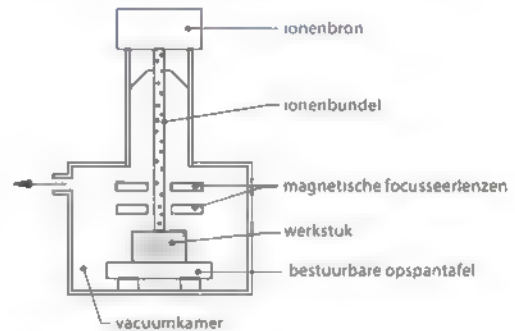 ionenbron
ionenbundel
magnetische focusseerlenzen
werkstuk
bestuurbare opspantafel
vacuumkamer